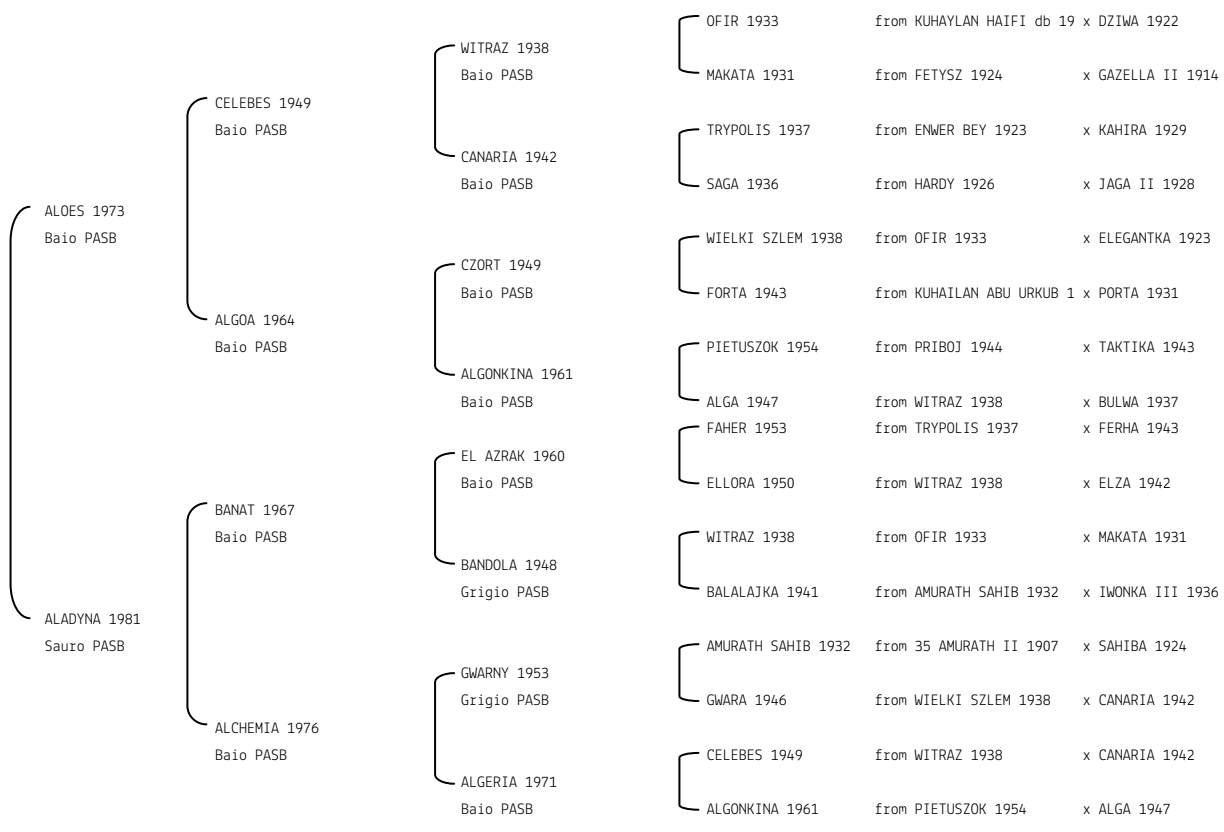 OFIR 1933 from KUHAYLAN HAIFI db 19 x DZIWA 1922
WITRAZ 1938
Baio PASB
MAKATA 1931 from FETYSZ 1924 x GAZELLA II 1914
CELEBES 1949
Baio PASB
TRYPOLIS 1937 from ENWER BEY 1923 x KAHIRA 1929
CANARIA 1942
Baio PASB
SAGA 1936 from HARDY 1926 x JAGA II 1928
ALOES 1973
Baio PASB
WIELKI SZLEM 1938 from OFIR 1933 x ELEGANTKA 1923
CZORT 1949
Baio PASB
FORTA 1943 from KUHAILAN ABU URKUB 1 x PORTA 1931
ALGOA 1964
Baio PASB
PIETUSZOK 1954 from PRIBOJ 1944 x TAKTIKA 1943
ALGONKINA 1961
Baio PASB
ALGA 1947 from WITRAZ 1938 x BULWA 1937
FAHER 1953 from TRYPOLIS 1937 x FERHA 1943
EL AZRAK 1960
Baio PASB
ELLORA 1950 from WITRAZ 1938 x ELZA 1942
BANAT 1967
Baio PASB
WITRAZ 1938 from OFIR 1933 x MAKATA 1931
BANDOLA 1948
Grigio PASB
BALALAJKA 1941 from AMURATH SAHIB 1932 x IWONKA III 1936
ALADYNA 1981
Sauro PASB
AMURATH SAHIB 1932 from 35 AMURATH II 1907 x SAHIBA 1924
GWARNY 1953
Grigio PASB
GWARA 1946 from WIELKI SZLEM 1938 x CANARIA 1942
ALCHEMIA 1976
Baio PASB
CELEBES 1949 from WITRAZ 1938 x CANARIA 1942
ALGERIA 1971
Baio PASB
ALGONKINA 1961 from PIETUSZOK 1954 x ALGA 1947